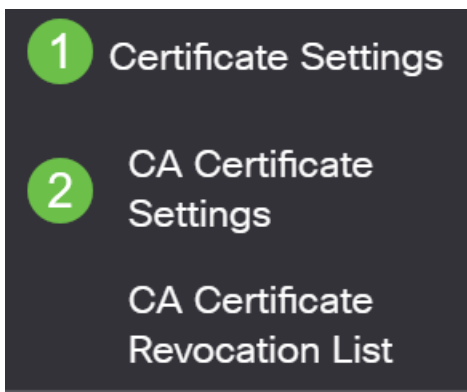 1 Certificate Settings
2 CA Certificate
Settings
CA Certificate
Revocation List